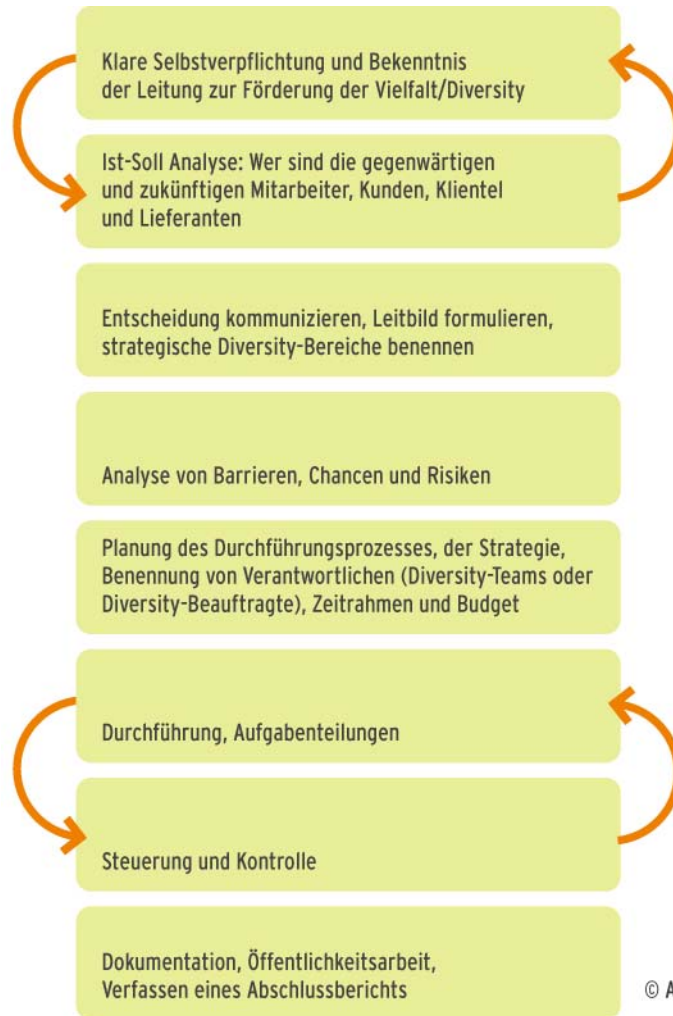 Klare Selbstverpflichtung und Bekenntnis
der Leitung zur Förderung der Vielfalt/Diversity
Ist-Soll Analyse: Wer sind die gegenwärtigen
und zukünftigen Mitarbeiter, Kunden, Klientel
und Lieferanten
Entscheidung kommunizieren, Leitbild formulieren,
strategische Diversity-Bereiche benennen
Analyse von Barrieren, Chancen und Risiken
Planung des Durchführungsprozesses, der Strategie,
Benennung von Verantwortlichen (Diversity-Teams oder
Diversity-Beauftragte), Zeitrahmen und Budget
Durchführung, Aufgabenteilungen
Steuerung und Kontrolle
Dokumentation, Öffentlichkeitsarbeit,
Verfassen eines Abschlussberichts
©